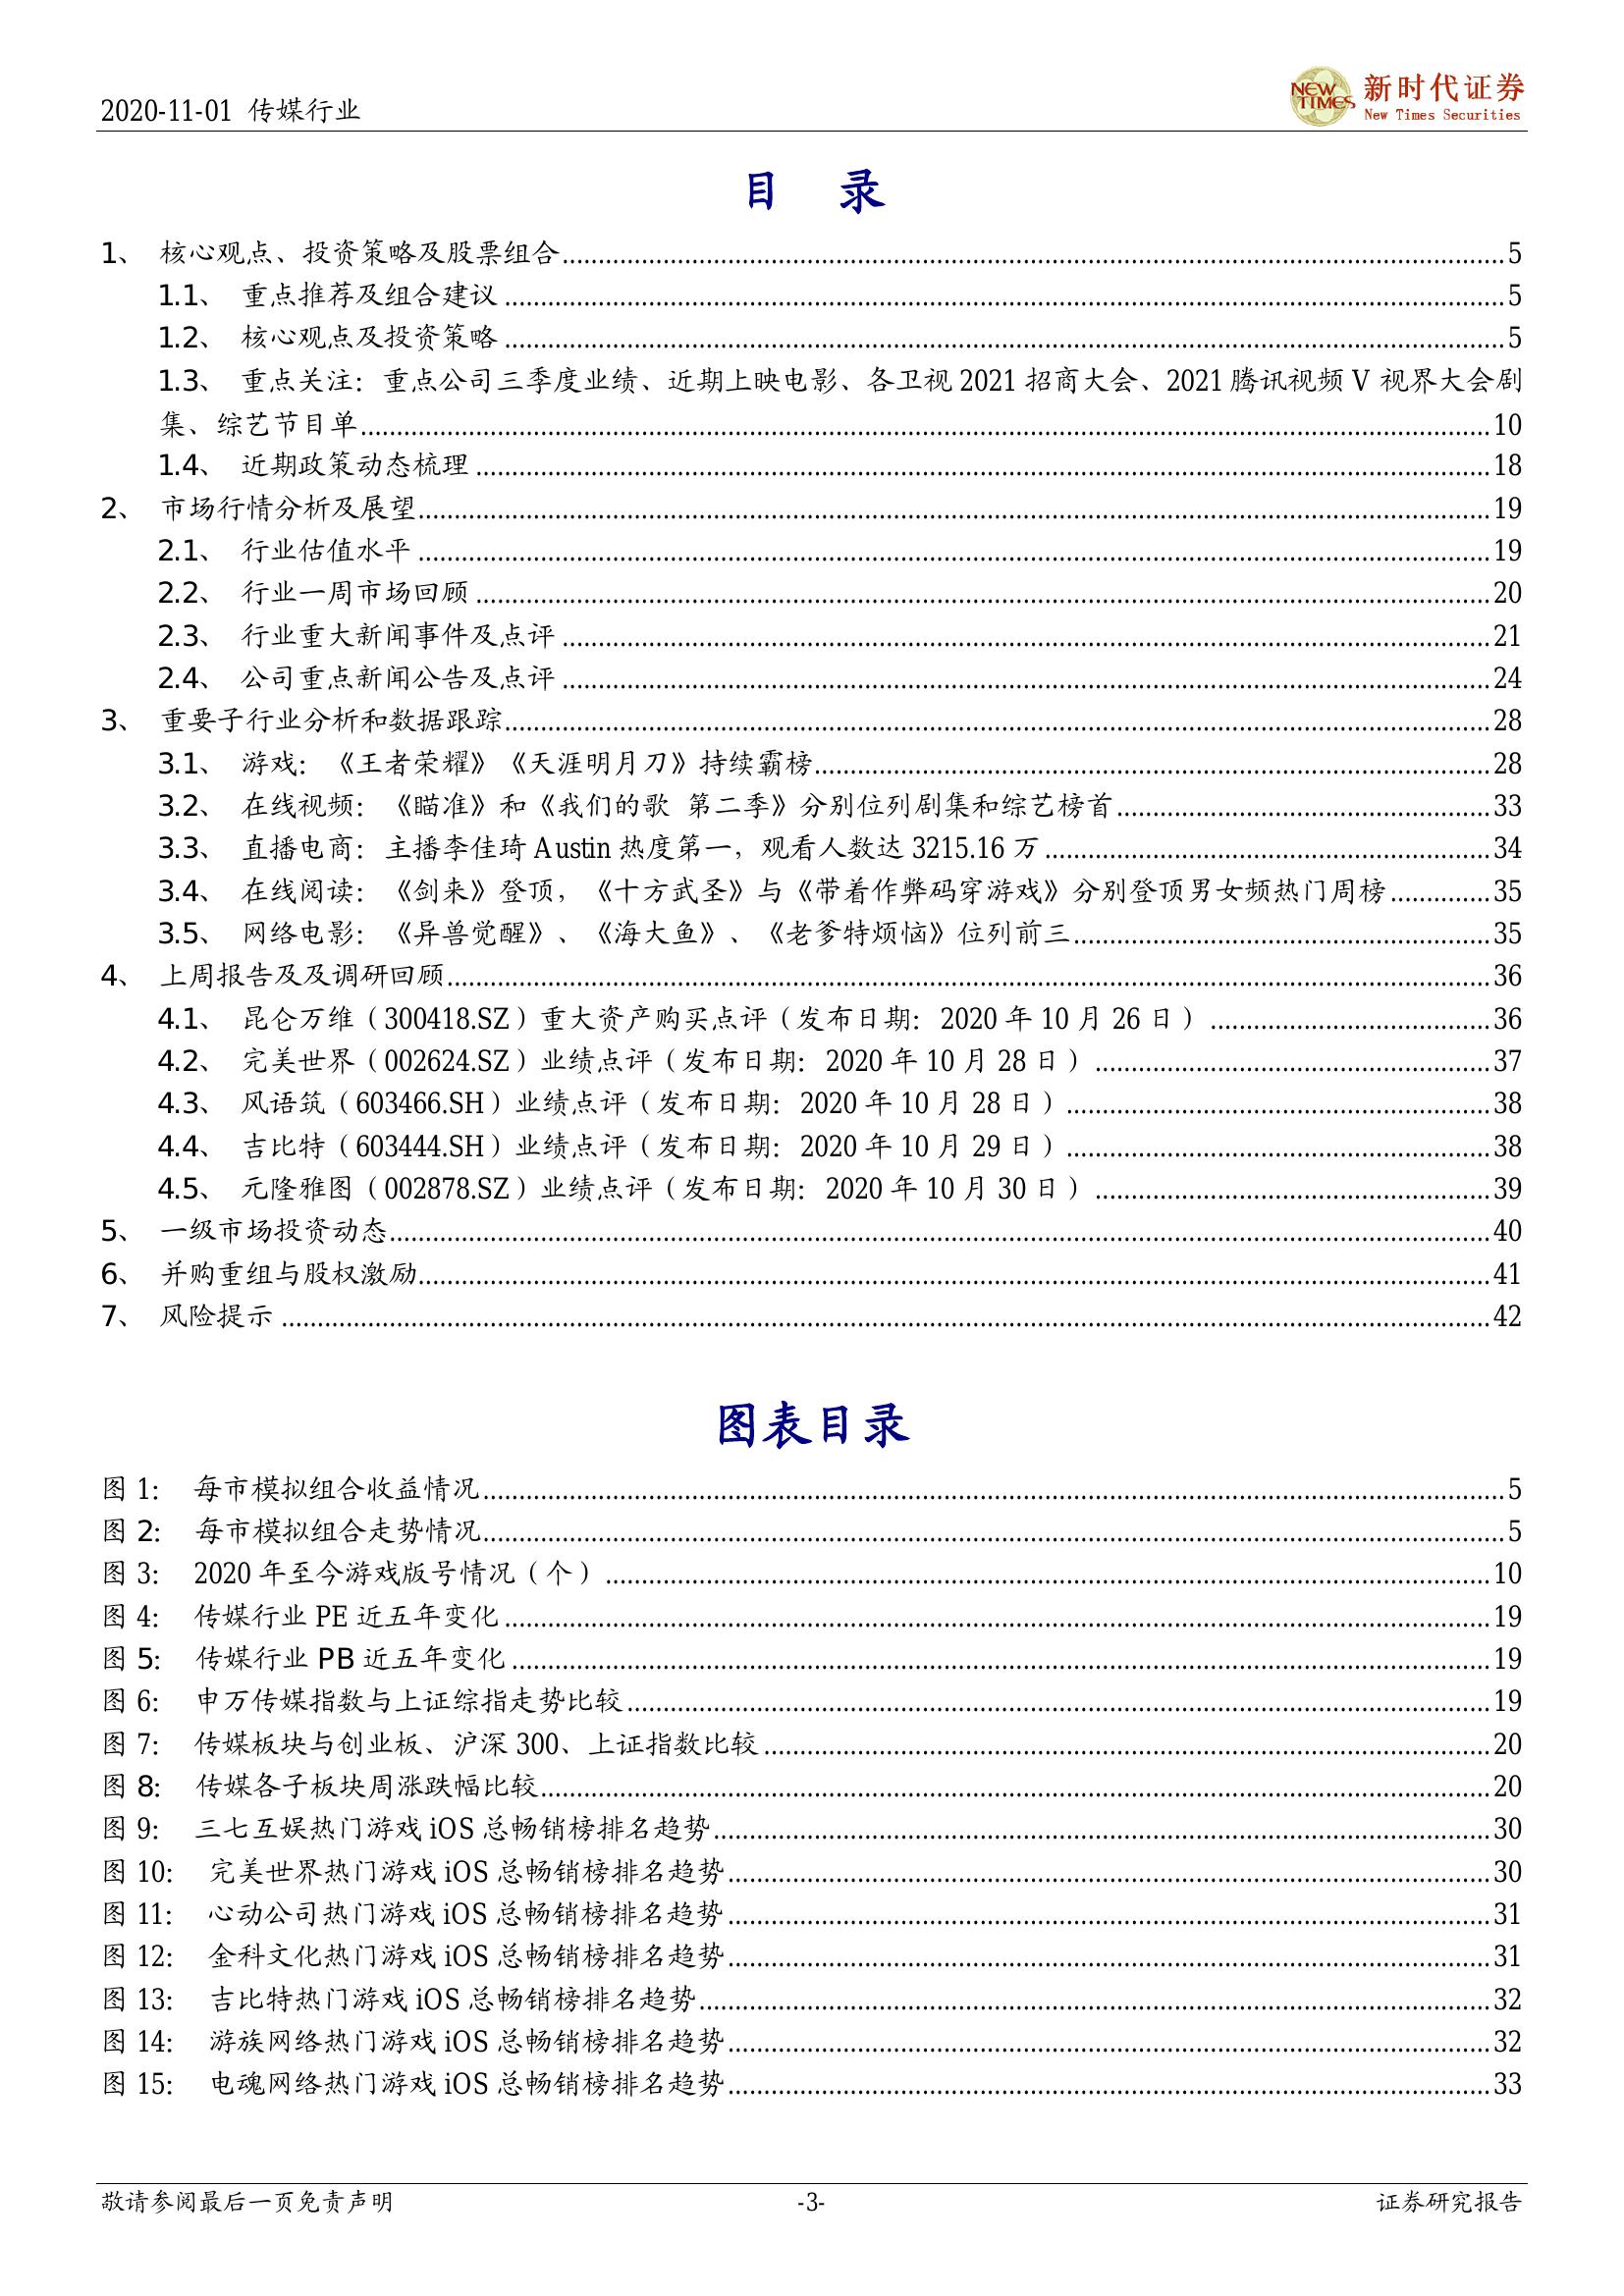 2020-11-01 传媒行业
NEW TIMES 新时代证券
New Times Securities
目 录
1、 核心观点、投资策略及股票组合 5
1.1、 重点推荐及组合建议 5
1.2、 核心观点及投资策略 5
1.3、 重点关注：重点公司三季度业绩、近期上映电影、各卫视 2021 招商大会、2021 腾讯视频 V 视界大会剧
集、综艺节目单 10
1.4、 近期政策动态梳理 18
2、 市场行情分析及展望 19
2.1、 行业估值水平 19
2.2、 行业一周市场回顾 20
2.3、 行业重大新闻事件及点评 21
2.4、 公司重点新闻公告及点评 24
3、 重要子行业分析和数据跟踪 28
3.1、 游戏：《王者荣耀》《天涯明月刀》持续霸榜 28
3.2、 在线视频：《瞄准》和《我们的歌 第二季》分别位列剧集和综艺榜首 33
3.3、 直播电商：主播李佳琦 Austin 热度第一，观看人数达 3215.16 万 34
3.4、 在线阅读：《剑来》登顶，《十方武圣》与《带着作弊码穿游戏》分别登顶男女频热门周榜 35
3.5、 网络电影：《异兽觉醒》、《海大鱼》、《老爹特烦恼》位列前三 35
4、 上周报告及及调研回顾 36
4.1、 昆仑万维（300418.SZ）重大资产购买点评（发布日期：2020 年 10 月 26 日） 36
4.2、 完美世界（002624.SZ）业绩点评（发布日期：2020 年 10 月 28 日） 37
4.3、 风语筑（603466.SH）业绩点评（发布日期：2020 年 10 月 28 日） 38
4.4、 吉比特（603444.SH）业绩点评（发布日期：2020 年 10 月 29 日） 38
4.5、 元隆雅图（002878.SZ）业绩点评（发布日期：2020 年 10 月 30 日） 39
5、 一级市场投资动态 40
6、 并购重组与股权激励 41
7、 风险提示 42
图表目录
图 1: 每市模拟组合收益情况 5
图 2: 每市模拟组合走势情况 5
图 3: 2020 年至今游戏版号情况（个） 10
图 4: 传媒行业 PE 近五年变化 19
图 5: 传媒行业 PB 近五年变化 19
图 6: 申万传媒指数与上证综指走势比较 19
图 7: 传媒板块与创业板、沪深 300、上证指数比较 20
图 8: 传媒各子板块周涨跌幅比较 20
图 9: 三七互娱热门游戏 iOS 总畅销榜排名趋势 30
图 10: 完美世界热门游戏 iOS 总畅销榜排名趋势 30
图 11: 心动公司热门游戏 iOS 总畅销榜排名趋势 31
图 12: 金科文化热门游戏 iOS 总畅销榜排名趋势 31
图 13: 吉比特热门游戏 iOS 总畅销榜排名趋势 32
图 14: 游族网络热门游戏 iOS 总畅销榜排名趋势 32
图 15: 电魂网络热门游戏 iOS 总畅销榜排名趋势 33
敬请参阅最后一页免责声明 -3- 证券研究报告